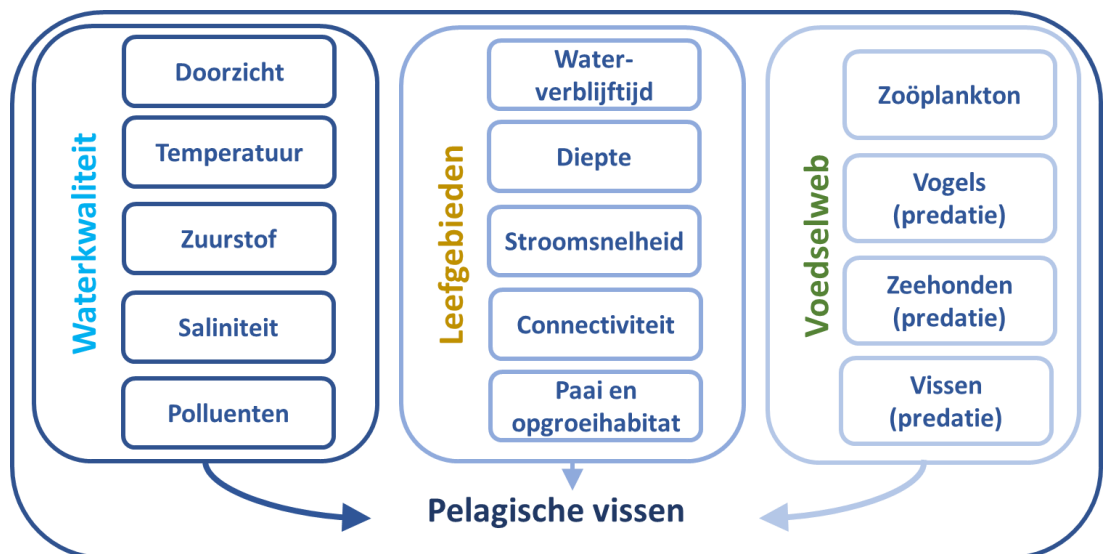 Waterkwaliteit
Doorzicht
Temperatuur
Zuurstof
Saliniteit
Polluenten
Leefgebieden
Water-
verblijftijd
Diepte
Stroomsnelheid
Connectiviteit
Paai en
opgroeihabitat
Voedselweb
Zoöplankton
Vogels
(predatie)
Zeehonden
(predatie)
Vissen
(predatie)
Pelagische vissen